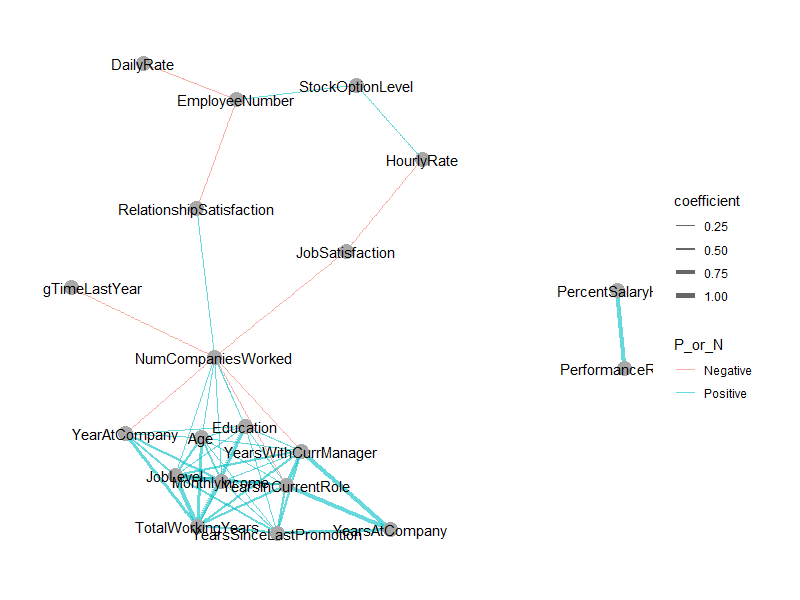 DailyRate
StockOptionLevel
EmployeeNumber
HourlyRate
RelationshipSatisfaction
JobSatisfaction
gTimeLastYear
NumCompaniesWorked
PercentSalaryH
PerformanceR
Education
YearAtCompany
Age
YearsWithCurrManager
JobLevel
MonthlyIncome
YearsInCurrentRole
TotalWorkingYears
YearsSinceLastPromotion
YearsAtCompany
coefficient
0.25
0.50
0.75
1.00
P_or_N
Negative
Positive